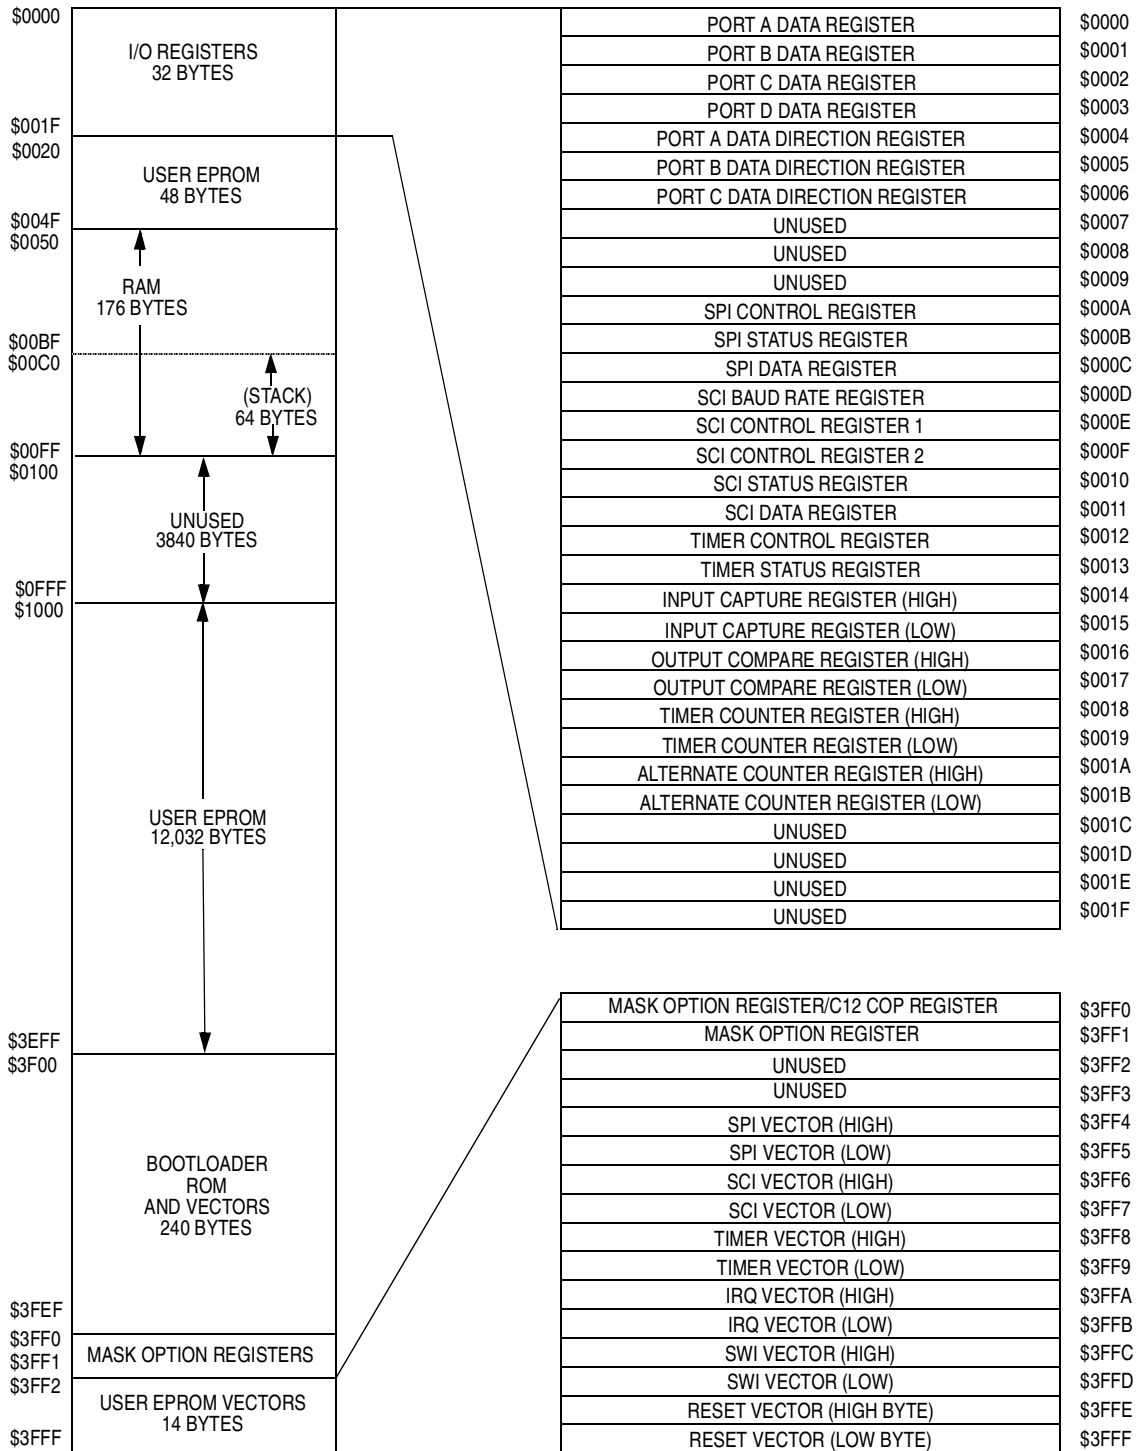 $0000
I/O REGISTERS
32 BYTES
$001F
$0020
USER EPROM
48 BYTES
$004F
$0050
RAM
176 BYTES
$00BF
$00C0
(STACK)
64 BYTES
$00FF
$0100
UNUSED
3840 BYTES
$0FFF
$1000
USER EPROM
12,032 BYTES
$3EFF
$3F00
BOOTLOADER
ROM
AND VECTORS
240 BYTES
$3FEF
$3FF0
$3FF1
MASK OPTION REGISTERS
$3FF2
USER EPROM VECTORS
14 BYTES
$3FFF
PORT A DATA REGISTER $0000
PORT B DATA REGISTER $0001
PORT C DATA REGISTER $0002
PORT D DATA REGISTER $0003
PORT A DATA DIRECTION REGISTER $0004
PORT B DATA DIRECTION REGISTER $0005
PORT C DATA DIRECTION REGISTER $0006
UNUSED $0007
UNUSED $0008
UNUSED $0009
SPI CONTROL REGISTER $000A
SPI STATUS REGISTER $000B
SPI DATA REGISTER $000C
SCI BAUD RATE REGISTER $000D
SCI CONTROL REGISTER 1 $000E
SCI CONTROL REGISTER 2 $000F
SCI STATUS REGISTER $0010
SCI DATA REGISTER $0011
TIMER CONTROL REGISTER $0012
TIMER STATUS REGISTER $0013
INPUT CAPTURE REGISTER (HIGH) $0014
INPUT CAPTURE REGISTER (LOW) $0015
OUTPUT COMPARE REGISTER (HIGH) $0016
OUTPUT COMPARE REGISTER (LOW) $0017
TIMER COUNTER REGISTER (HIGH) $0018
TIMER COUNTER REGISTER (LOW) $0019
ALTERNATE COUNTER REGISTER (HIGH) $001A
ALTERNATE COUNTER REGISTER (LOW) $001B
UNUSED $001C
UNUSED $001D
UNUSED $001E
UNUSED $001F
MASK OPTION REGISTER/C12 COP REGISTER $3FF0
MASK OPTION REGISTER $3FF1
UNUSED $3FF2
UNUSED $3FF3
SPI VECTOR (HIGH) $3FF4
SPI VECTOR (LOW) $3FF5
SCI VECTOR (HIGH) $3FF6
SCI VECTOR (LOW) $3FF7
TIMER VECTOR (HIGH) $3FF8
TIMER VECTOR (LOW) $3FF9
IRQ VECTOR (HIGH) $3FFA
IRQ VECTOR (LOW) $3FFB
SWI VECTOR (HIGH) $3FFC
SWI VECTOR (LOW) $3FFD
RESET VECTOR (HIGH BYTE) $3FFE
RESET VECTOR (LOW BYTE) $3FFF